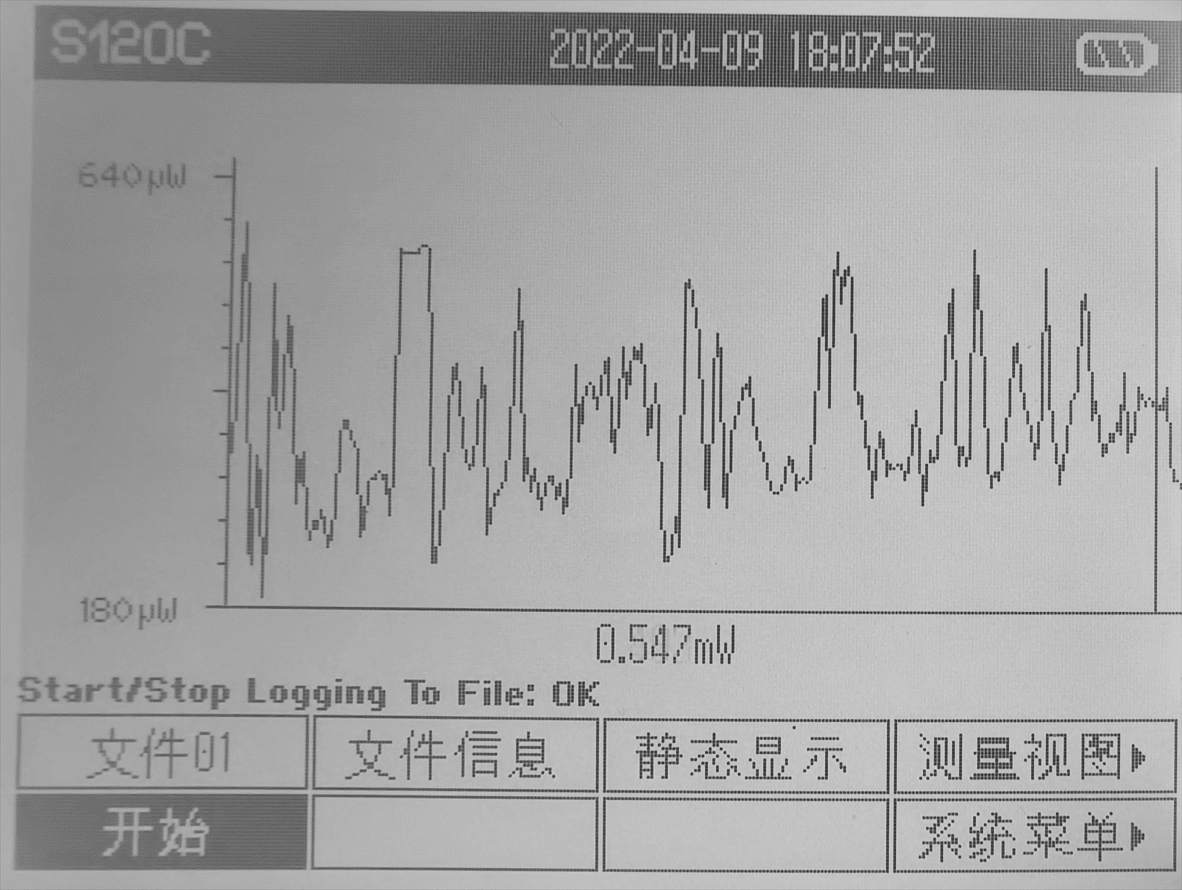 S120C 2022-04-09 18:07:52
640µW
180µW
0.547mW
Start/Stop Logging To File: OK
文件01 文件信息 静态显示 测量视图
开始 系统菜单